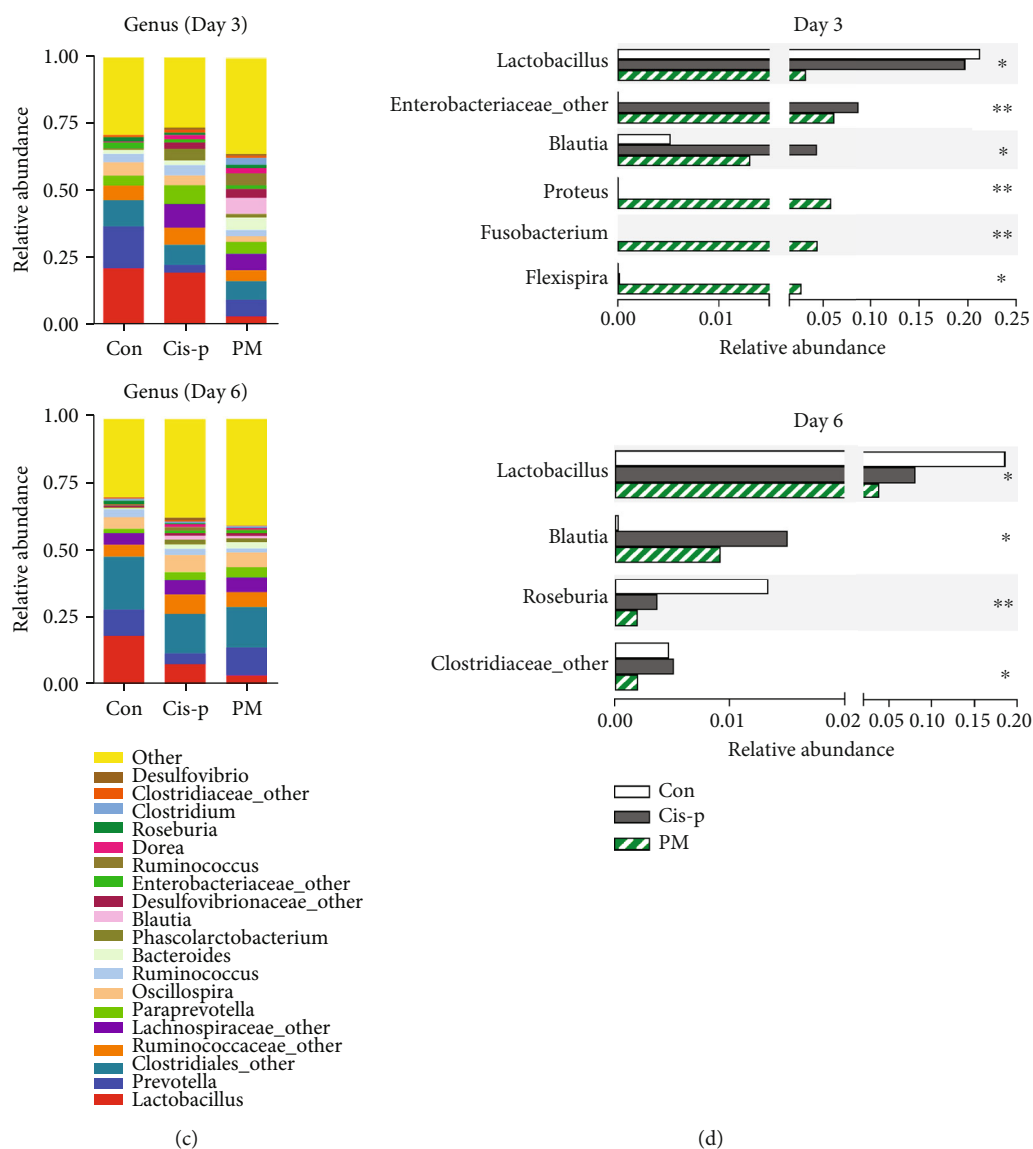 Genus (Day 3)
1.00
0.75
0.50
0.25
0.00
Relative abundance
Con Cis-p PM
Genus (Day 6)
1.00
0.75
0.50
0.25
0.00
Relative abundance
Con Cis-p PM
Other
Desulfovibrio
Clostridiaceae_other
Clostridium
Roseburia
Dorea
Ruminococcus
Enterobacteriaceae_other
Desulfovibrionaceae_other
Blautia
Phascolarctobacterium
Bacteroides
Ruminococcus
Oscillospira
Paraprevotella
Lachnospiraceae_other
Ruminococcaceae_other
Clostridiales_other
Prevotella
Lactobacillus
(c)
Day 3
Lactobacillus *
Enterobacteriaceae_other **
Blautia *
Proteus **
Fusobacterium **
Flexispira *
0.00 0.01 0.05 0.10 0.15 0.20 0.25
Relative abundance
Day 6
Lactobacillus *
Blautia *
Roseburia **
Clostridiaceae_other *
0.00 0.01 0.02 0.05 0.10 0.15 0.20
Relative abundance
Con
Cis-p
PM
(d)